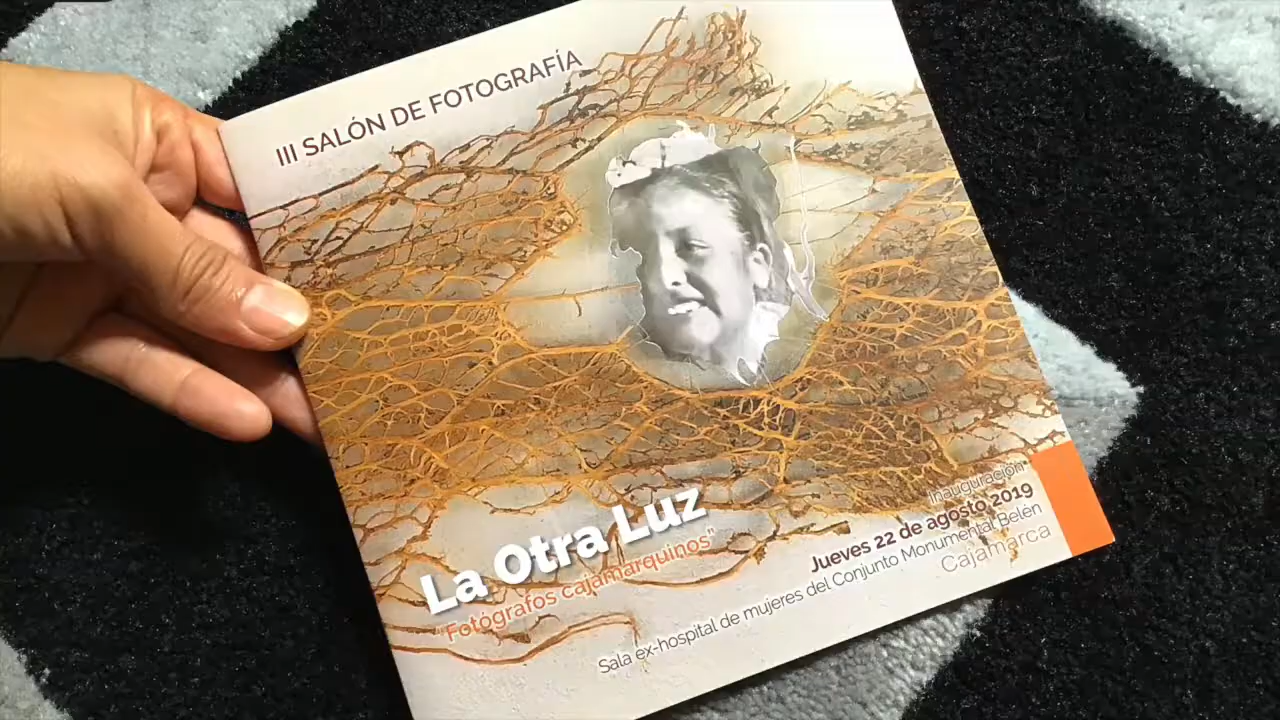 III SALÓN DE FOTOGRAFÍA
La Otra Luz
"Fotógrafos cajamarquinos"
Inauguración
Jueves 22 de agosto 2019
Sala ex-hospital de mujeres del Conjunto Monumental Belén
Cajamarca